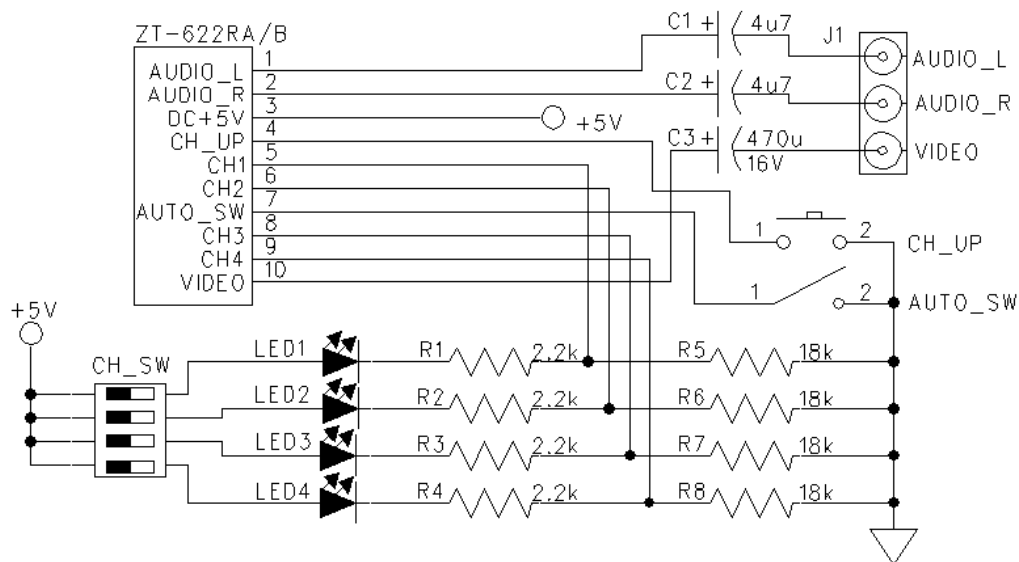 ZT-622RA/B
AUDIO_L 1
AUDIO_R 2
DC+5V 3
CH_UP 4
CH1 5
CH2 6
AUTO_SW 7
CH3 8
CH4 9
VIDEO 10
+5V
C1 + 4u7
C2 + 4u7
C3 + 470u
16V
J1
AUDIO_L
AUDIO_R
VIDEO
1 2 CH_UP
1 2 AUTO_SW
+5V
CH_SW
LED1 R1 2.2k R5 18k
LED2 R2 2.2k R6 18k
LED3 R3 2.2k R7 18k
LED4 R4 2.2k R8 18k